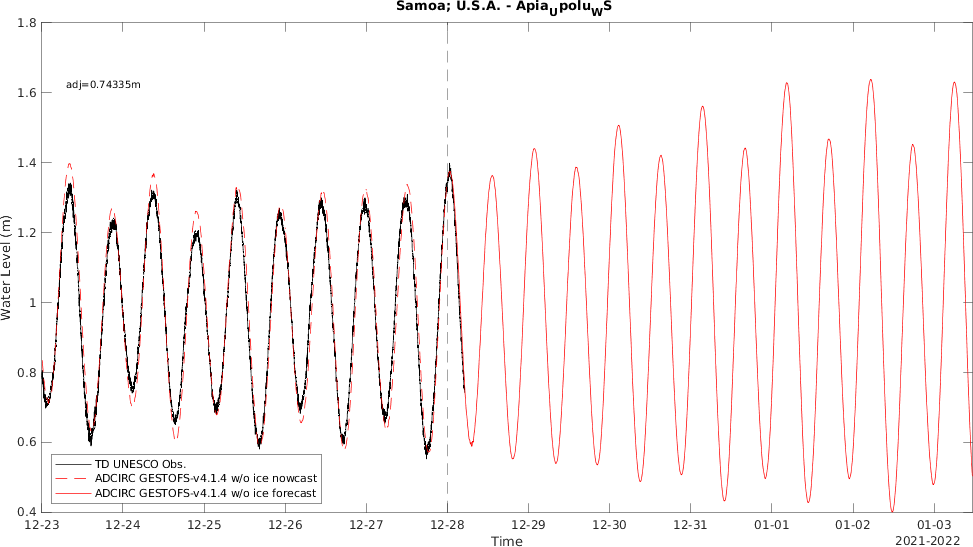 Samoa; U.S.A. - ApiaUpoluWS
1.8
adj=0.74335m
1.6
1.4
1.2
1
0.8
0.6
0.4
Water Level (m)
TD UNESCO Obs.
ADCIRC GESTOFS-v4.1.4 w/o ice nowcast
ADCIRC GESTOFS-v4.1.4 w/o ice forecast
12-23 12-24 12-25 12-26 12-27 12-28 12-29 12-30 12-31 01-01 01-02 01-03
Time
2021-2022